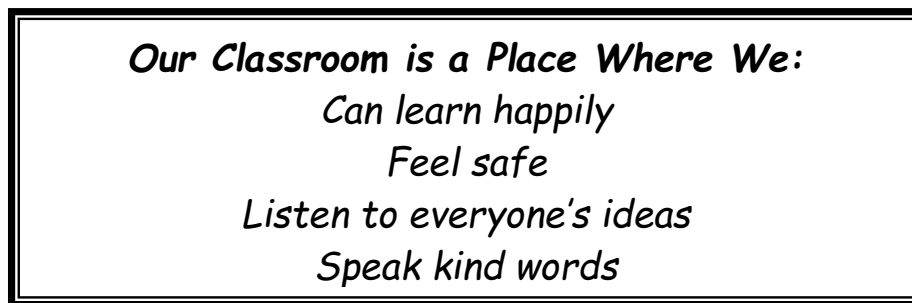 Our Classroom is a Place Where We:
Can learn happily
Feel safe
Listen to everyone's ideas
Speak kind words